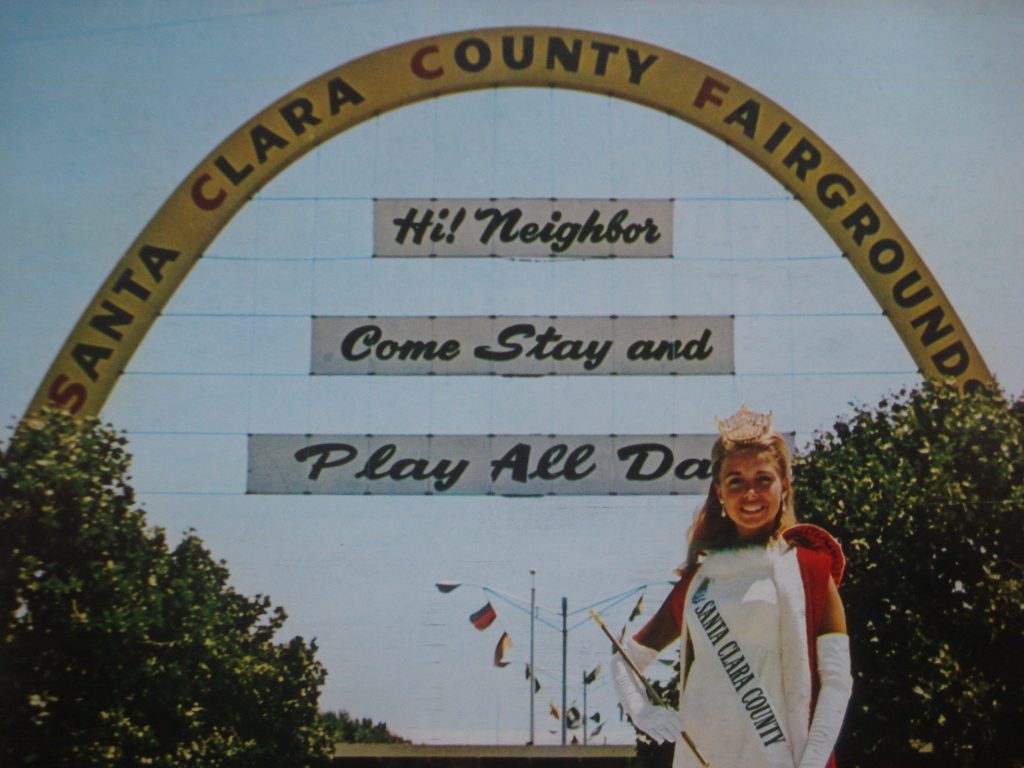 SANTA CLARA COUNTY FAIRGROUNDS
Hi! Neighbor
Come Stay and
Play All Da
SANTA CLARA COUNTY